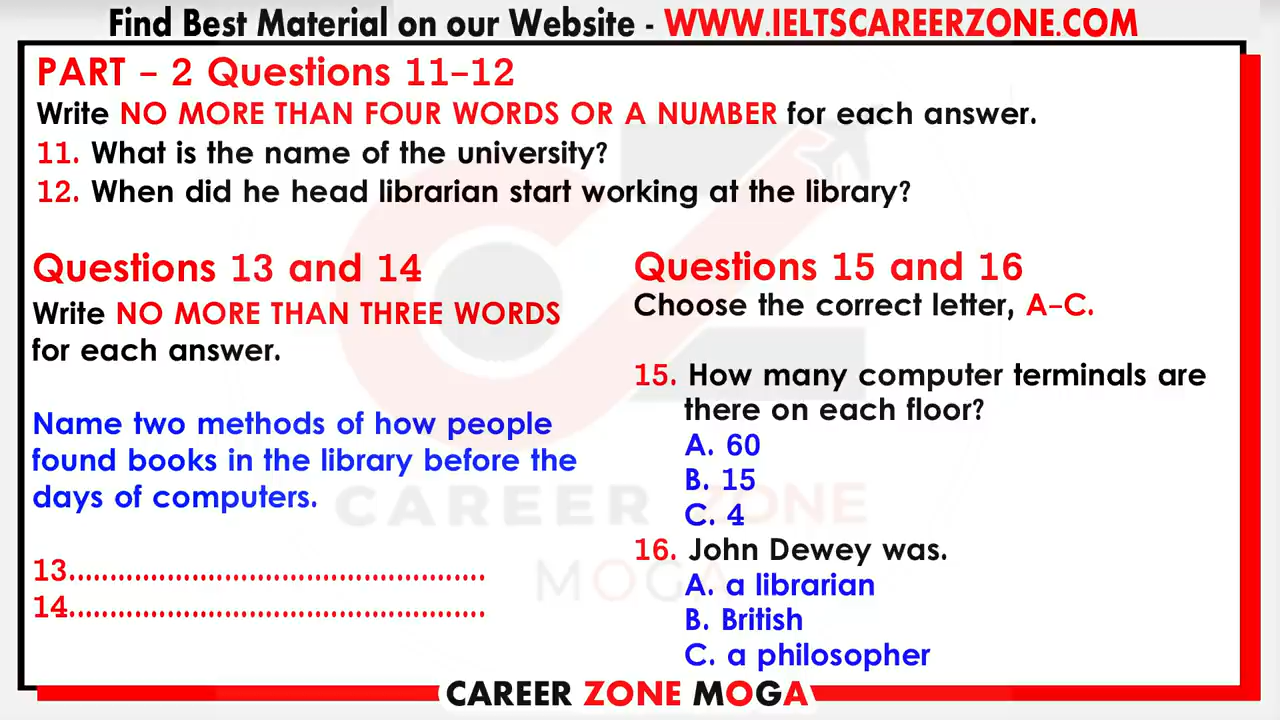 Find Best Material on our Website - WWW.IELTSCAREERZONE.COM
PART – 2 Questions 11–12
Write NO MORE THAN FOUR WORDS OR A NUMBER for each answer.
11. What is the name of the university?
12. When did he head librarian start working at the library?
Questions 13 and 14
Write NO MORE THAN THREE WORDS
for each answer.
Name two methods of how people
found books in the library before the
days of computers.
13..................................................
14..................................................
Questions 15 and 16
Choose the correct letter, A–C.
15. How many computer terminals are
there on each floor?
A. 60
B. 15
C. 4
16. John Dewey was.
A. a librarian
B. British
C. a philosopher
CAREER ZONE
MOGA
CAREER ZONE MOGA